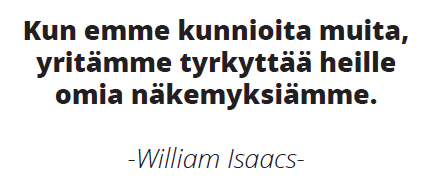 Kun emme kunnioita muita,
yritämme tyrkyttää heille
omia näkemyksiämme.
-William Isaacs-